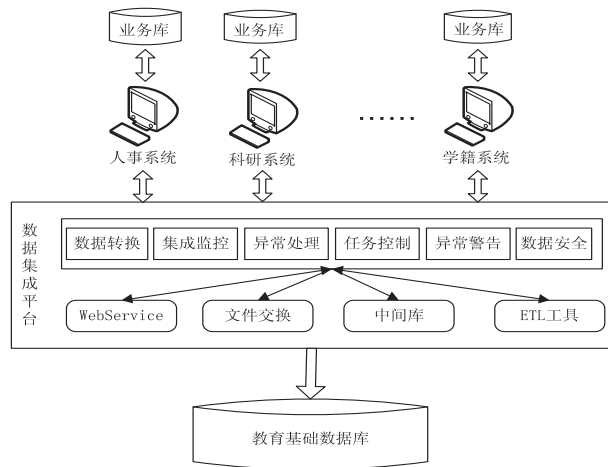 业务库 业务库 业务库
......
人事系统 科研系统 学籍系统
数据集成平台
数据转换 集成监控 异常处理 任务控制 异常警告 数据安全
WebService 文件交换 中间库 ETL工具
教育基础数据库